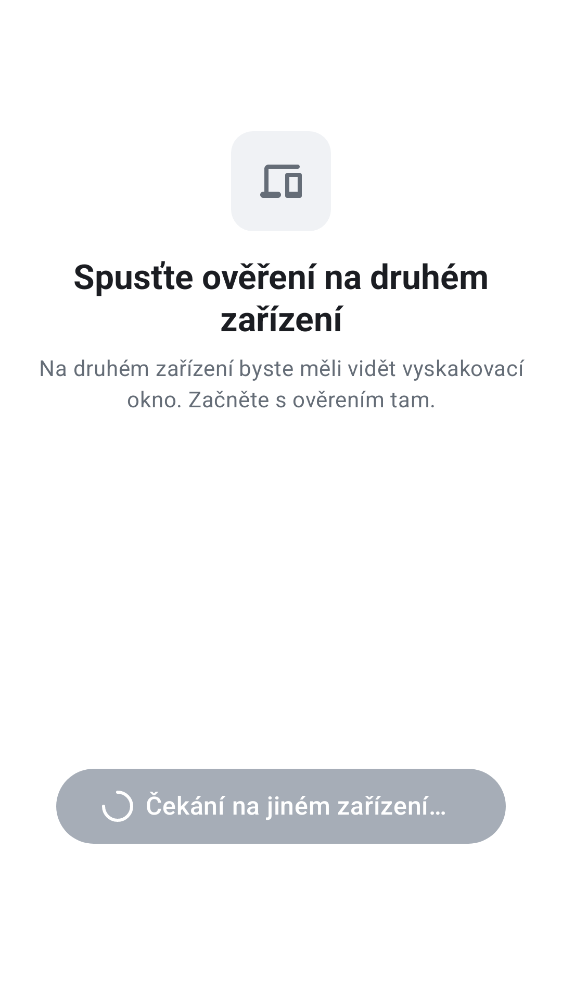 Spusťte ověření na druhém
zařízení
Na druhém zařízení byste měli vidět vyskakovací
okno. Začněte s ověrením tam.
Čekání na jiném zařízení…